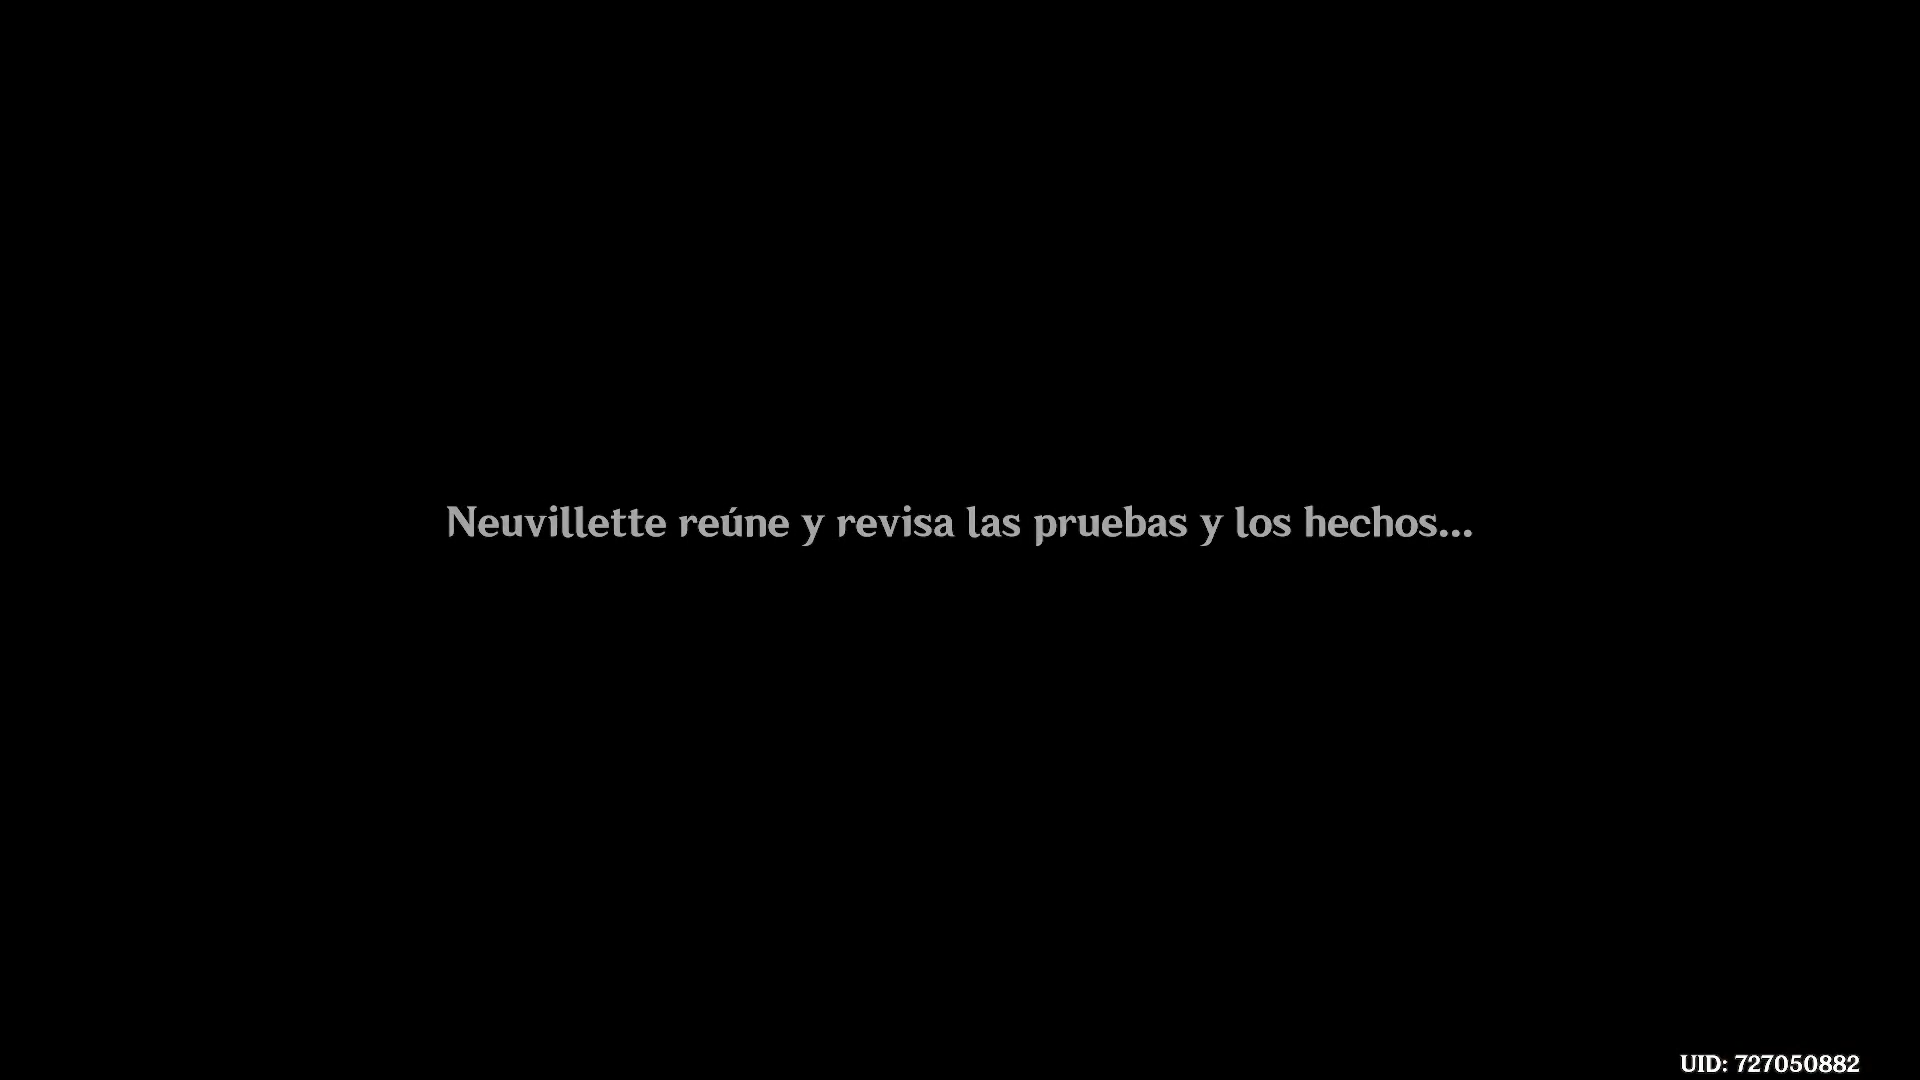 Neuvillette reúne y revisa las pruebas y los hechos...
UID: 727050882